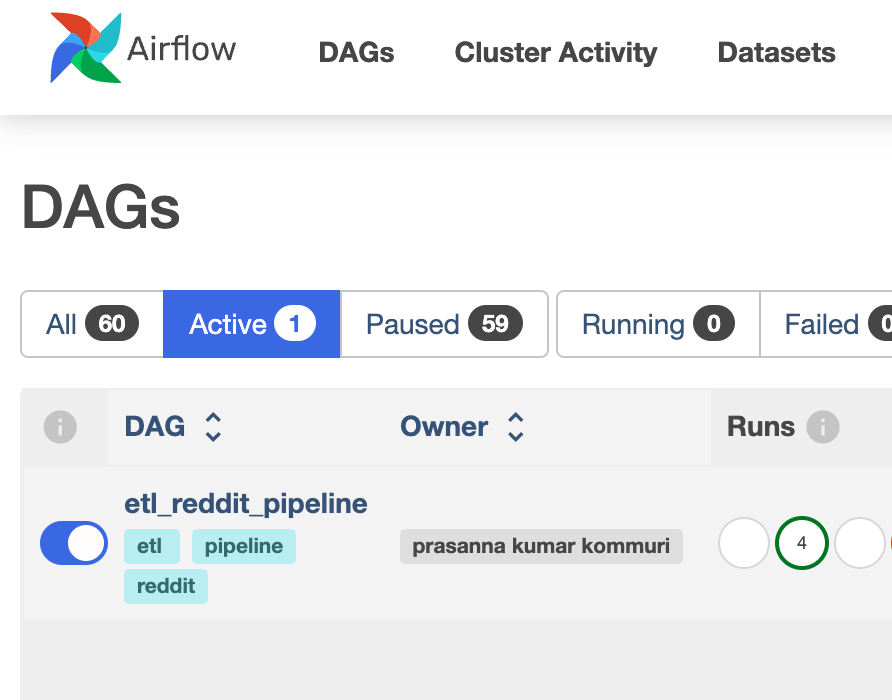 Airflow DAGs Cluster Activity Datasets
DAGs
All 60 Active 1 Paused 59 Running 0 Failed 0
i DAG Owner Runs i
etl_reddit_pipeline
etl pipeline prasanna kumar kommuri 4
reddit